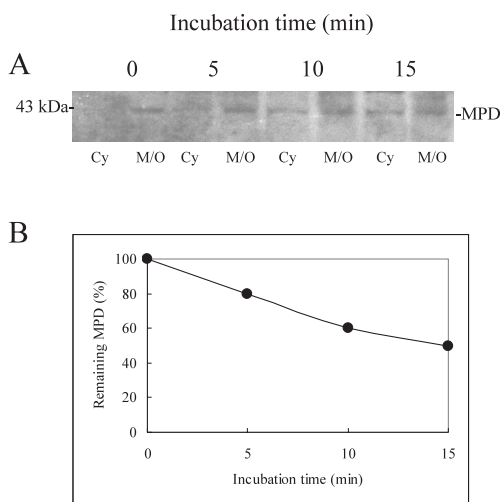 Incubation time (min)
A
0 5 10 15
43 kDa-
-MPD
Cy M/O Cy M/O Cy M/O Cy M/O
B
Remaining MPD (%)
100
80
60
40
20
0
0 5 10 15
Incubation time (min)